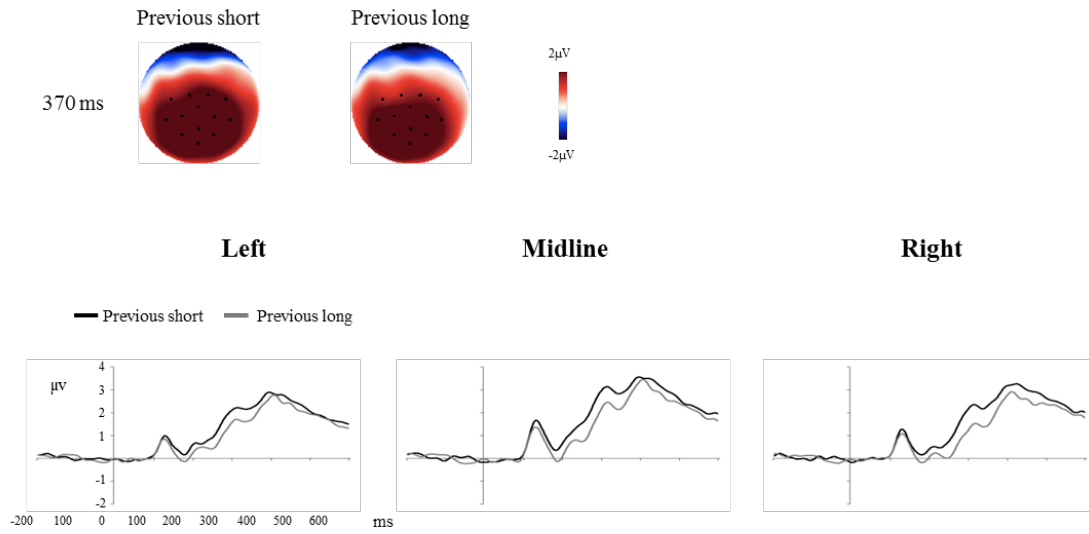 Previous short
Previous long
370 ms
2μV
-2μV
Left
Midline
Right
Previous short
Previous long
μv
4
3
2
1
0
-1
-2
-200 100 0 100 200 300 400 500 600
ms